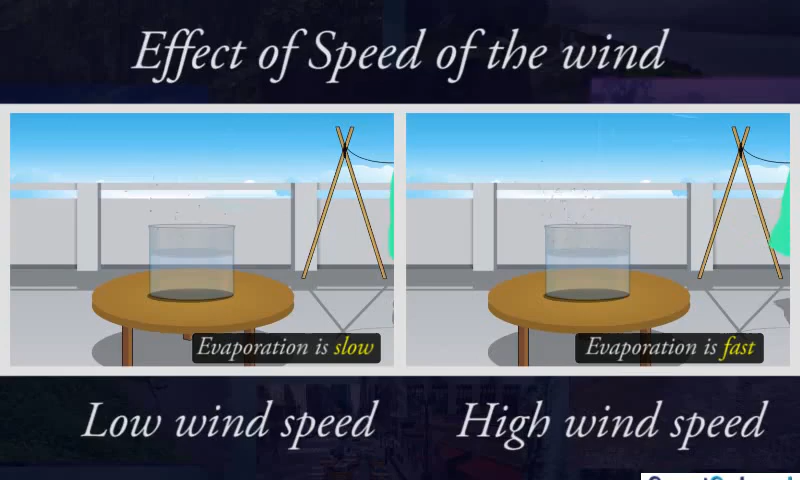 Effect of Speed of the wind
Evaporation is slow
Evaporation is fast
Low wind speed
High wind speed